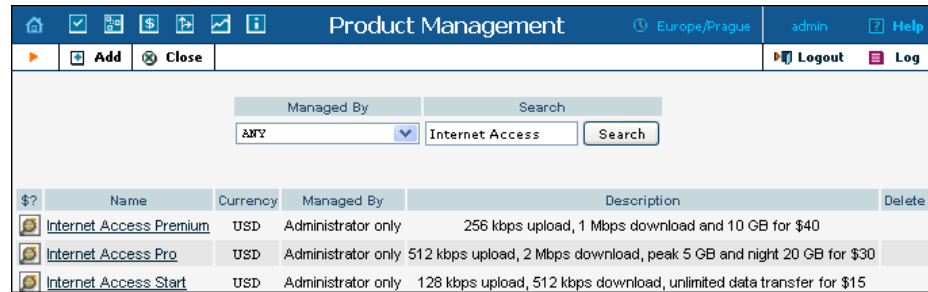 Product Management Europe/Prague admin ? Help
Add Close Logout Log
Managed By Search
ANY Internet Access Search
$? Name Currency Managed By Description Delete
Internet Access Premium USD Administrator only 256 kbps upload, 1 Mbps download and 10 GB for $40
Internet Access Pro USD Administrator only 512 kbps upload, 2 Mbps download, peak 5 GB and night 20 GB for $30
Internet Access Start USD Administrator only 128 kbps upload, 512 kbps download, unlimited data transfer for $15